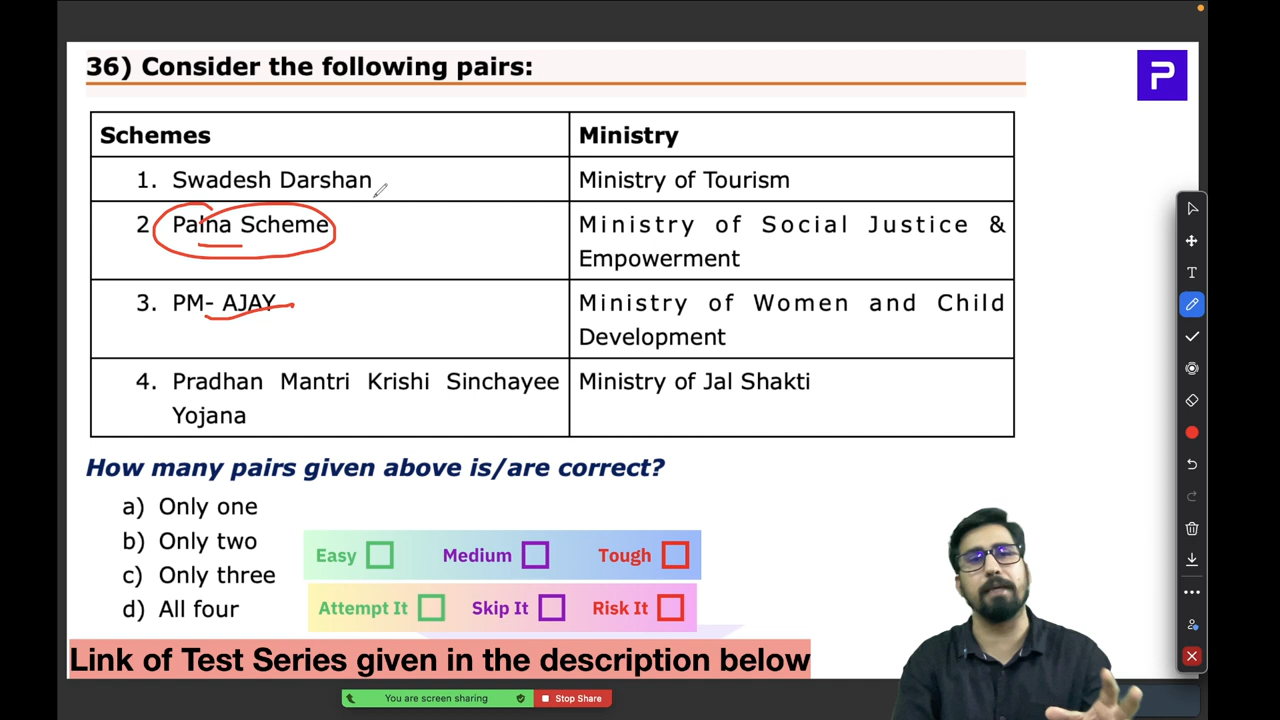 36) Consider the following pairs:
P
Schemes Ministry
1. Swadesh Darshan Ministry of Tourism
2 Palna Scheme Ministry of Social Justice &
Empowerment
3. PM- AJAY Ministry of Women and Child
Development
4. Pradhan Mantri Krishi Sinchayee Ministry of Jal Shakti
Yojana
How many pairs given above is/are correct?
a) Only one
b) Only two
c) Only three
d) All four
Easy Medium Tough
Attempt It Skip It Risk It
Link of Test Series given in the description below
You are screen sharing Stop Share
T